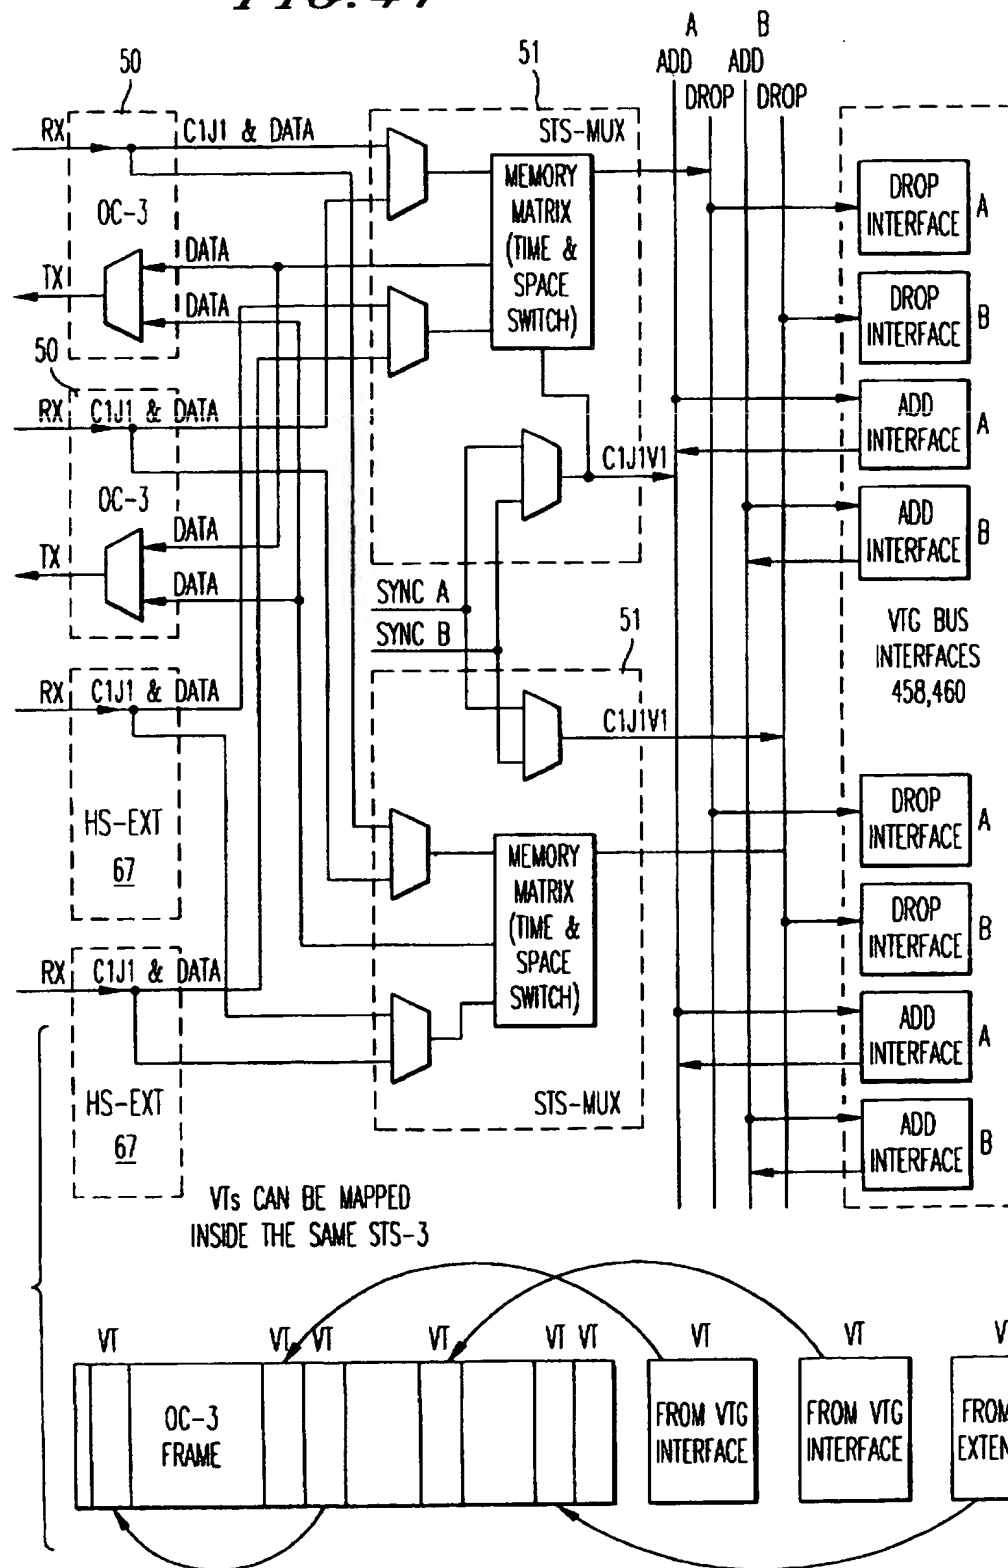 50
51
A B
ADD ADD
DROP DROP
RX
C1J1 & DATA
STS-MUX
OC-3
MEMORY
MATRIX
(TIME &
SPACE
SWITCH)
DROP
INTERFACE
A
TX
DATA
DATA
DROP
INTERFACE
B
50
RX
C1J1 & DATA
ADD
INTERFACE
A
C1J1V1
OC-3
ADD
INTERFACE
B
TX
DATA
DATA
SYNC A
SYNC B
51
VTG BUS
INTERFACES
458,460
RX
C1J1 & DATA
C1J1V1
HS-EXT
67
MEMORY
MATRIX
(TIME &
SPACE
SWITCH)
DROP
INTERFACE
A
DROP
INTERFACE
B
RX
C1J1 & DATA
ADD
INTERFACE
A
HS-EXT
67
STS-MUX
ADD
INTERFACE
B
VTs CAN BE MAPPED
INSIDE THE SAME STS-3
VT VT VT VT VT VT VT VT
OC-3
FRAME
FROM VTG
INTERFACE
FROM VTG
INTERFACE
FROM